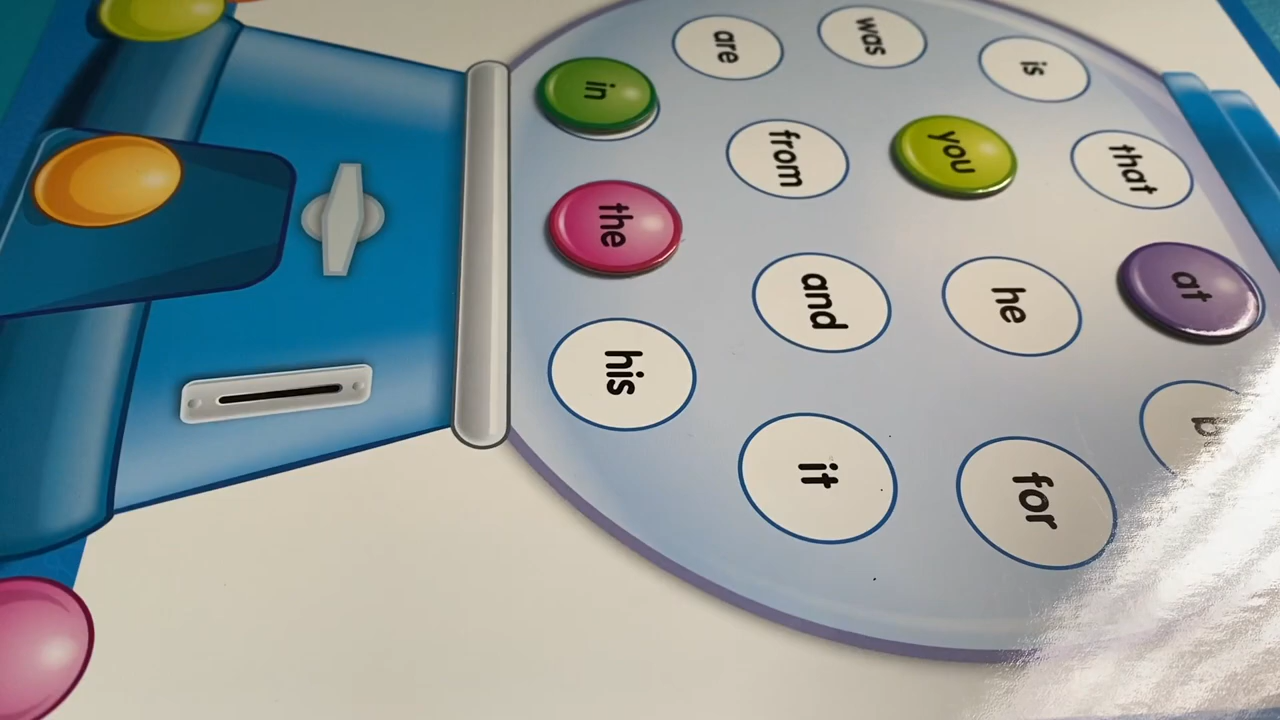 is that at
was you he for
are from and it
in the his